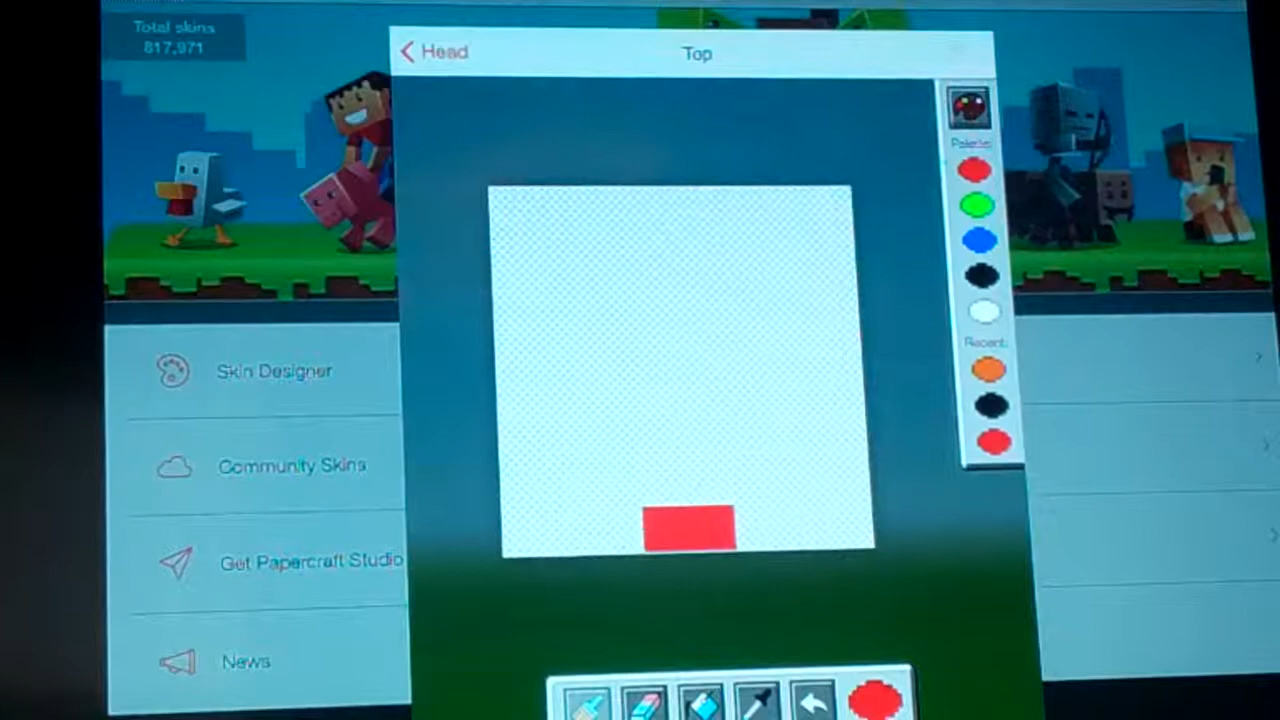 Total skins
817,971
Head
Top
Palette:
Recent:
Skin Designer
Community Skins
Get Papercraft Studio
News